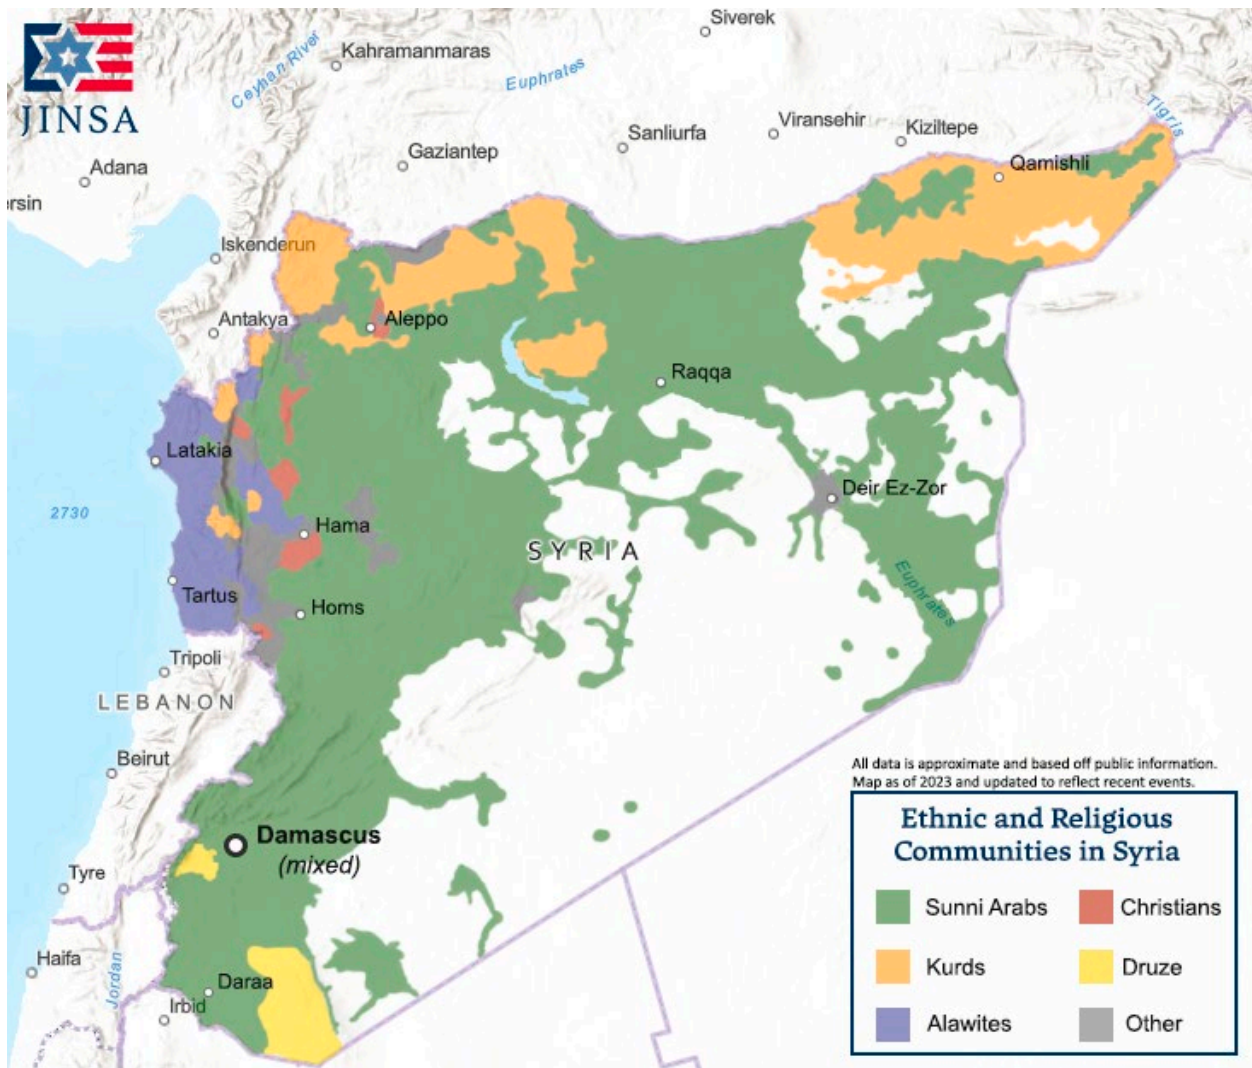 JINSA
Siverek
Kahramanmaras
Ceyhan River
Euphrates
Tigris
Viransehir
Kiziltepe
Sanliurfa
Gaziantep
Adana
Qamishli
ersin
Iskenderun
Antakya
Aleppo
Raqqa
Latakia
Deir Ez-Zor
2730
Hama
SYRIA
Euphrates
Tartus
Homs
Tripoli
LEBANON
Beirut
Damascus
(mixed)
Tyre
Haifa
Jordan
Daraa
Irbid
All data is approximate and based off public information.
Map as of 2023 and updated to reflect recent events.
Ethnic and Religious
Communities in Syria
Sunni Arabs
Christians
Kurds
Druze
Alawites
Other